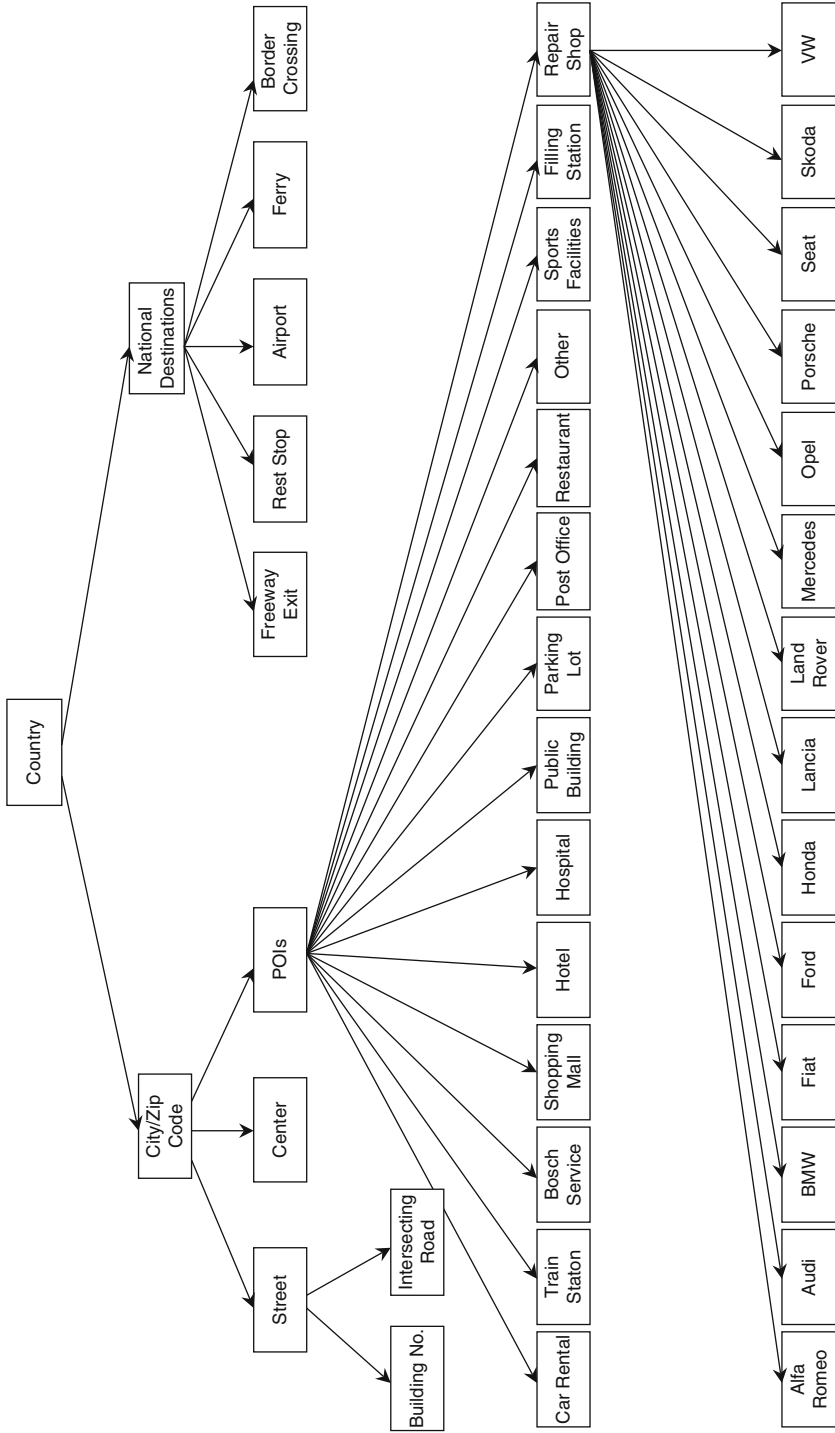 Country
City/Zip
Code
National
Destinations
Street
Center
POIs
Freeway
Exit
Rest Stop
Airport
Ferry
Border
Crossing
Building No.
Intersecting
Road
Car Rental
Train
Staton
Bosch
Service
Shopping
Mall
Hotel
Hospital
Public
Building
Parking
Lot
Post Office
Restaurant
Other
Sports
Facilities
Filling
Station
Repair
Shop
Alfa
Romeo
Audi
BMW
Fiat
Ford
Honda
Lancia
Land
Rover
Mercedes
Opel
Porsche
Seat
Skoda
VW